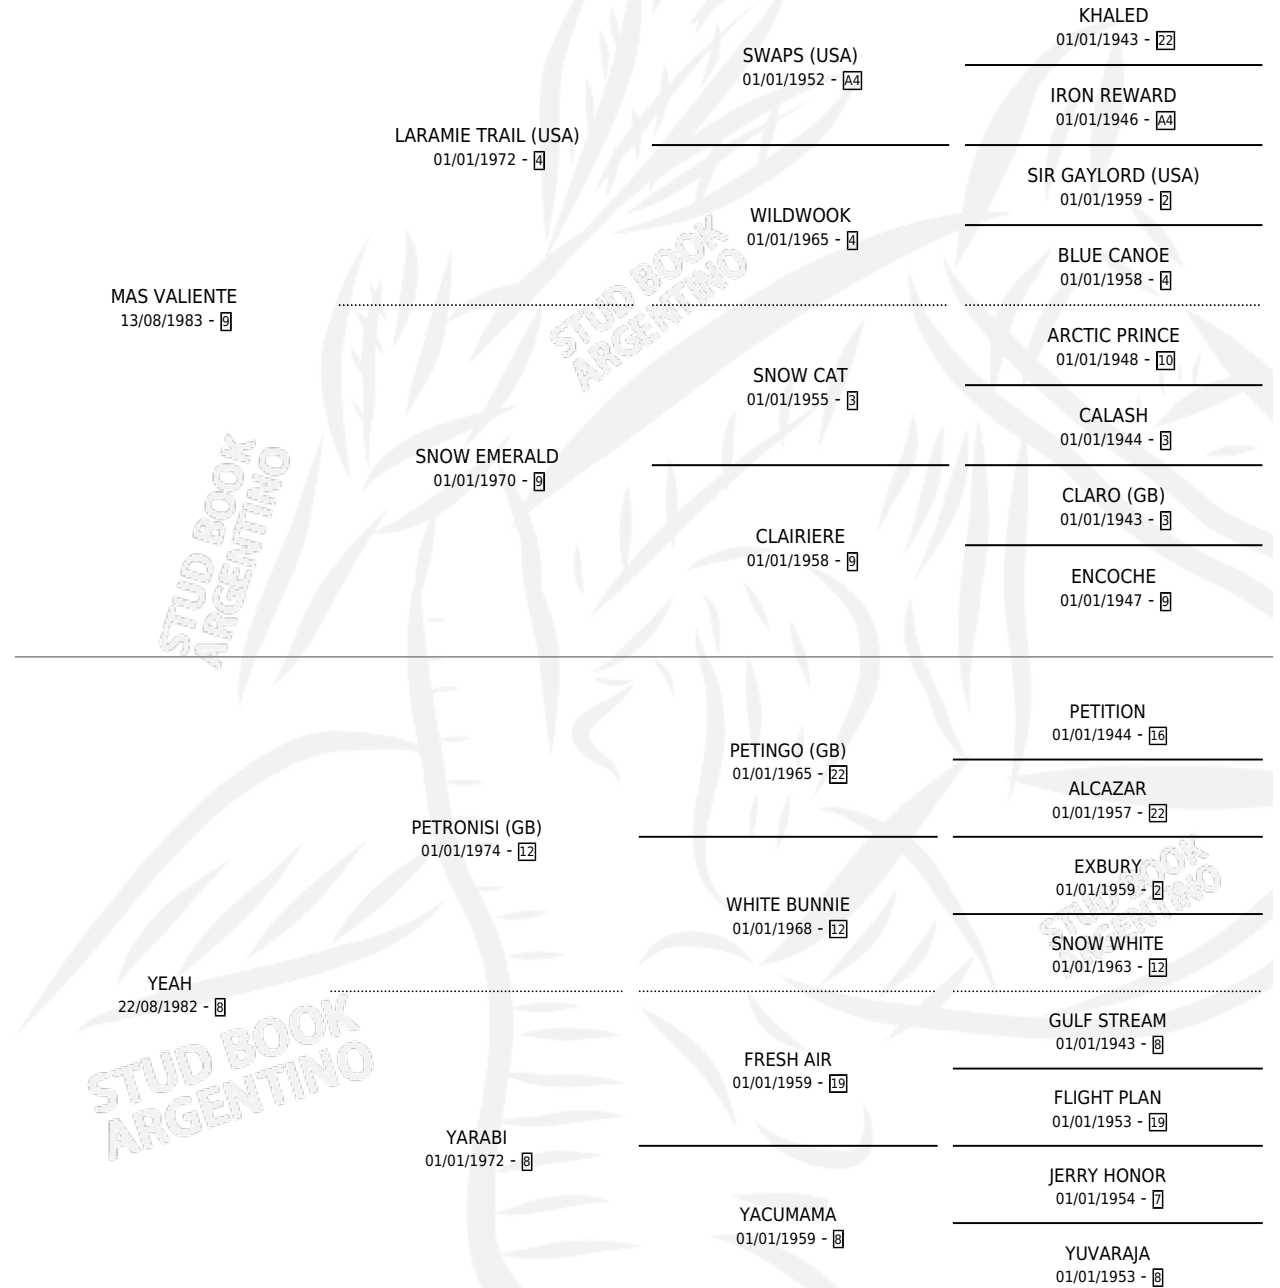 KHALED
01/01/1943 - 22
SWAPS (USA)
01/01/1952 - A4
IRON REWARD
01/01/1946 - A4
LARAMIE TRAIL (USA)
01/01/1972 - 4
SIR GAYLORD (USA)
01/01/1959 - 2
WILDWOOK
01/01/1965 - 4
BLUE CANOE
01/01/1958 - 4
MAS VALIENTE
13/08/1983 - 9
STUD BOOK
ARGENTINO
ARCTIC PRINCE
01/01/1948 - 10
SNOW CAT
01/01/1955 - 3
CALASH
01/01/1944 - 3
SNOW EMERALD
01/01/1970 - 9
CLARO (GB)
01/01/1943 - 3
CLAIRIERE
01/01/1958 - 9
ENCOCHE
01/01/1947 - 9
STUD BOOK
ARGENTINO
PETITION
01/01/1944 - 16
PETINGO (GB)
01/01/1965 - 22
ALCAZAR
01/01/1957 - 22
PETRONISI (GB)
01/01/1974 - 12
EXBURY
01/01/1959 - 2
WHITE BUNNIE
01/01/1968 - 12
SNOW WHITE
01/01/1963 - 12
STUD BOOK
ARGENTINO
YEAH
22/08/1982 - 8
GULF STREAM
01/01/1943 - 8
FRESH AIR
01/01/1959 - 19
FLIGHT PLAN
01/01/1953 - 19
STUD BOOK
ARGENTINO
YARABI
01/01/1972 - 8
JERRY HONOR
01/01/1954 - 7
YACUMAMA
01/01/1959 - 8
YUVARAJA
01/01/1953 - 8